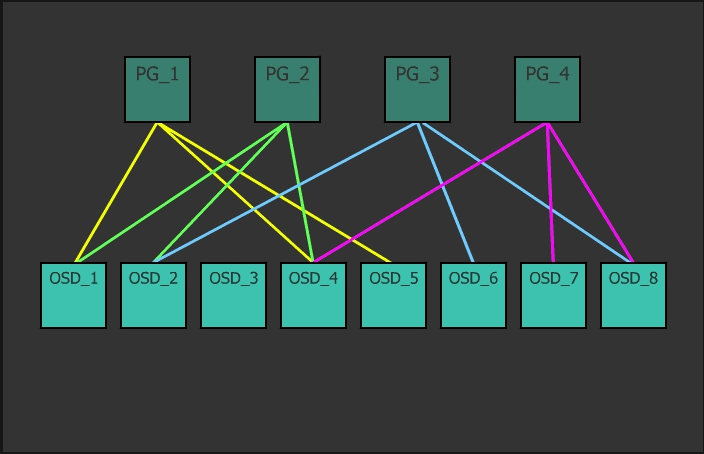 PG_1 PG_2 PG_3 PG_4
OSD_1 OSD_2 OSD_3 OSD_4 OSD_5 OSD_6 OSD_7 OSD_8